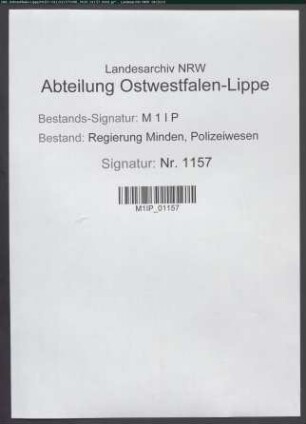 Landesarchiv NRW
Abteilung Ostwestfalen-Lippe
Bestands-Signatur: M 1 I P
Bestand: Regierung Minden, Polizeiwesen
Signatur: Nr. 1157
M1IP_01157